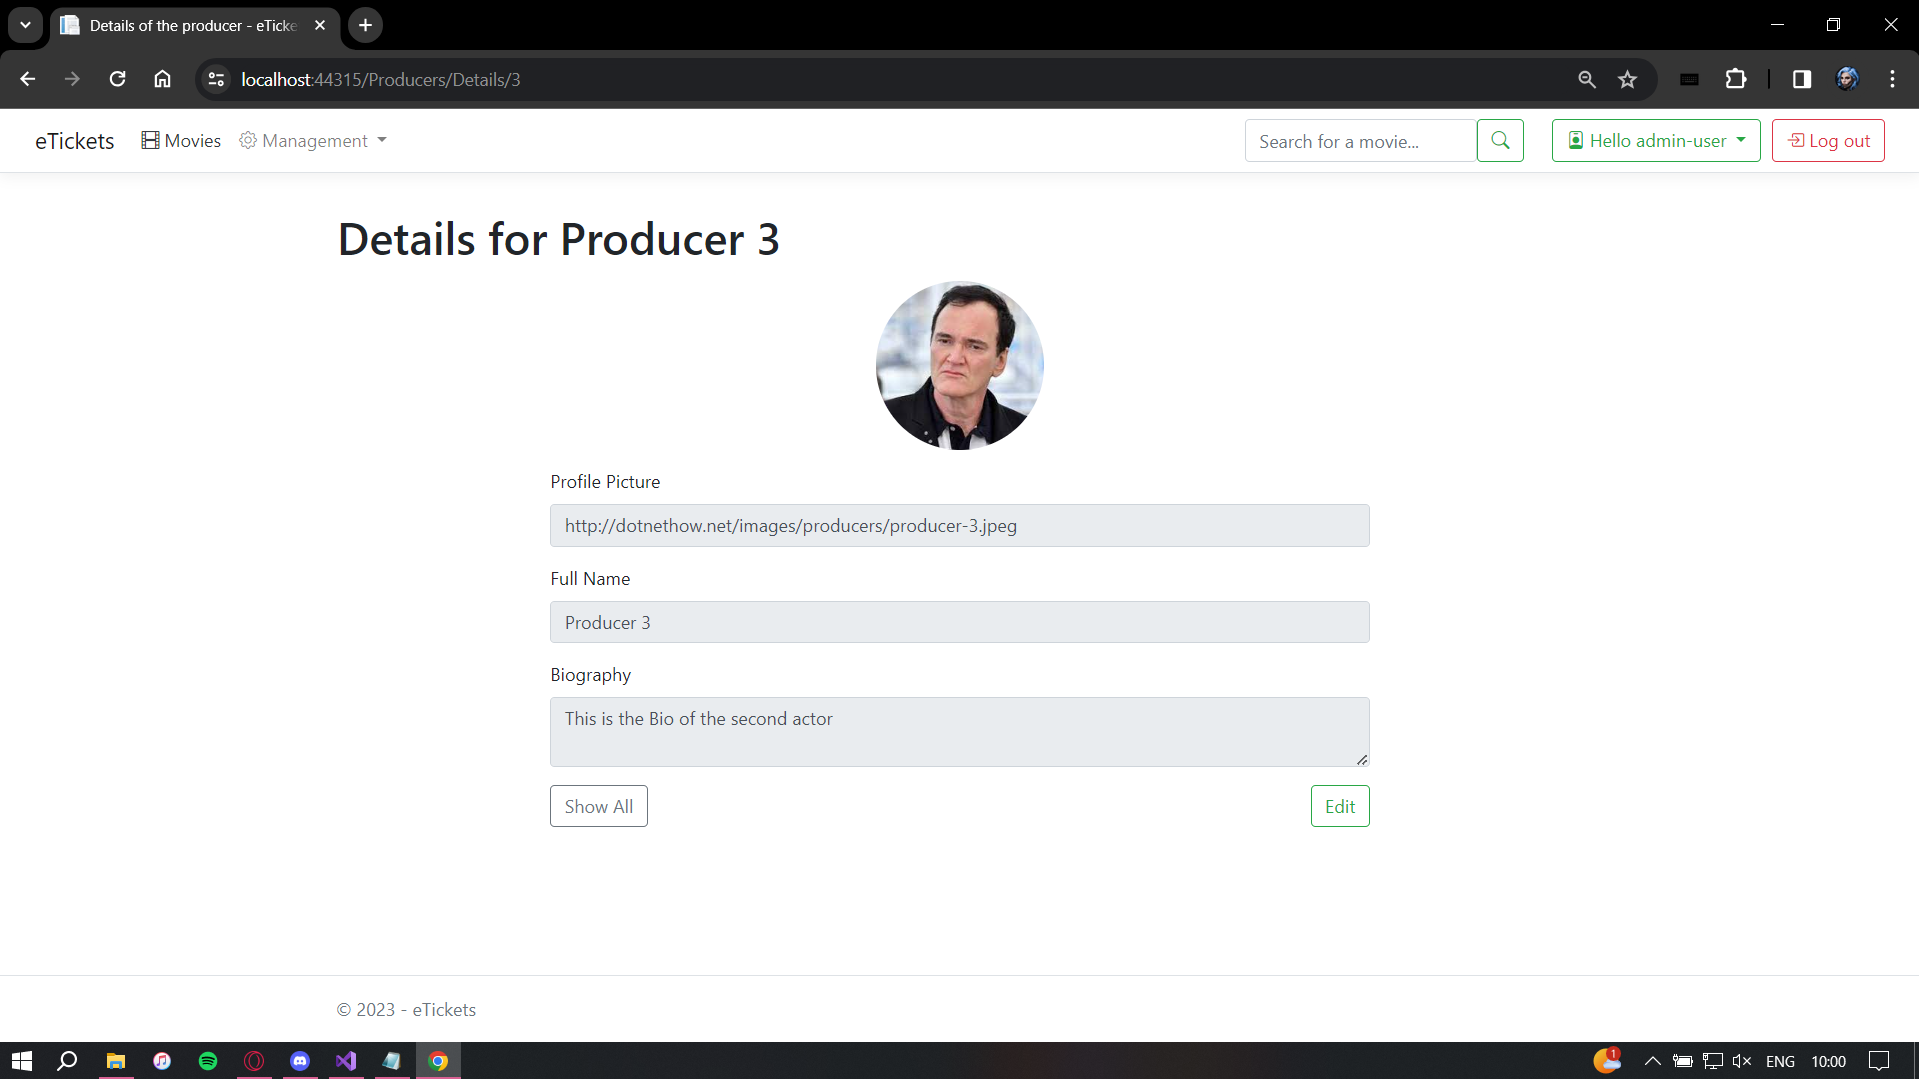 Details of the producer - eTicke
localhost:44315/Producers/Details/3
eTickets Movies Management Search for a movie... Hello admin-user Log out
Details for Producer 3
Profile Picture
http://dotnethow.net/images/producers/producer-3.jpeg
Full Name
Producer 3
Biography
This is the Bio of the second actor
Show All Edit
© 2023 - eTickets
1 ENG 10:00